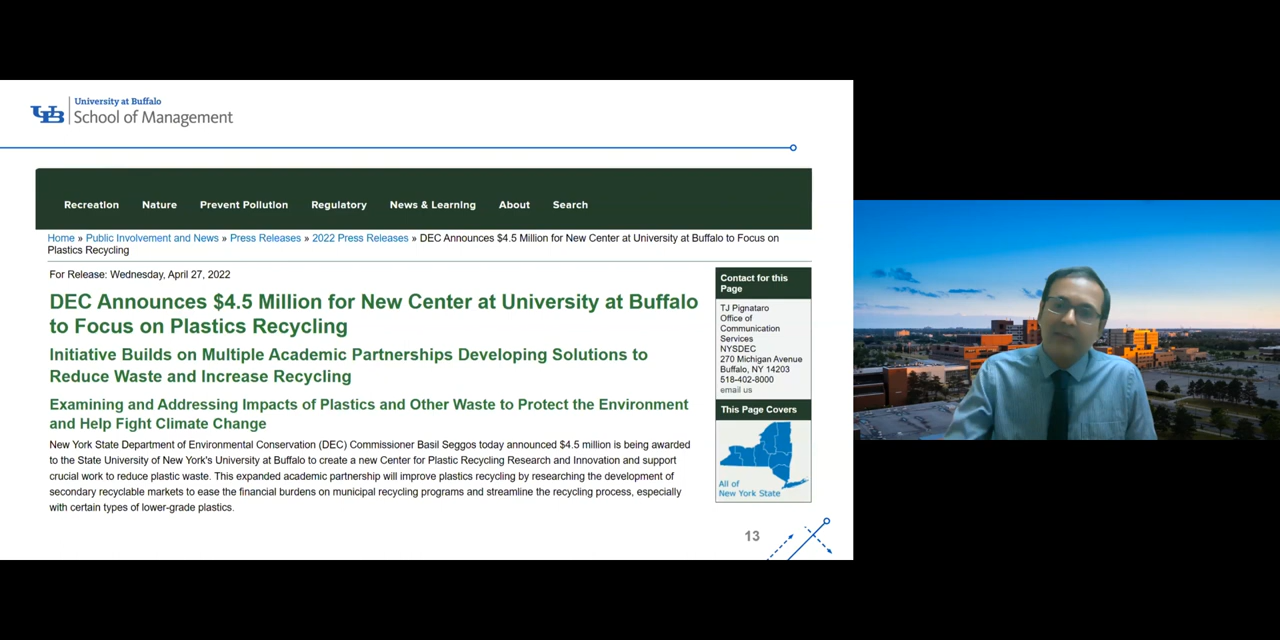 University at Buffalo
School of Management
Recreation Nature Prevent Pollution Regulatory News & Learning About Search
Home » Public Involvement and News » Press Releases » 2022 Press Releases » DEC Announces $4.5 Million for New Center at University at Buffalo to Focus on
Plastics Recycling
For Release: Wednesday, April 27, 2022
DEC Announces $4.5 Million for New Center at University at Buffalo
to Focus on Plastics Recycling
Initiative Builds on Multiple Academic Partnerships Developing Solutions to
Reduce Waste and Increase Recycling
Examining and Addressing Impacts of Plastics and Other Waste to Protect the Environment
and Help Fight Climate Change
New York State Department of Environmental Conservation (DEC) Commissioner Basil Seggos today announced $4.5 million is being awarded
to the State University of New York's University at Buffalo to create a new Center for Plastic Recycling Research and Innovation and support
crucial work to reduce plastic waste. This expanded academic partnership will improve plastics recycling by researching the development of
secondary recyclable markets to ease the financial burdens on municipal recycling programs and streamline the recycling process, especially
with certain types of lower-grade plastics.
Contact for this
Page
TJ Pignataro
Office of
Communication
Services
NYSDEC
270 Michigan Avenue
Buffalo, NY 14203
518-402-8000
email us
This Page Covers
All of
New York State
13